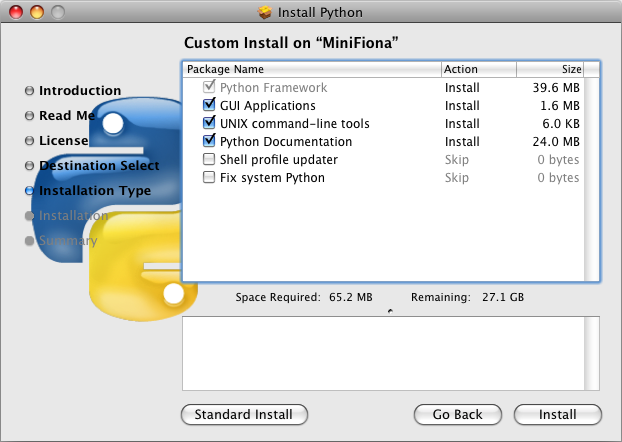 Install Python
Custom Install on “MiniFiona”
Introduction
Read Me
License
Destination Select
Installation Type
Installation
Summary
Package Name Action Size
Python Framework Install 39.6 MB
GUI Applications Install 1.6 MB
UNIX command-line tools Install 6.0 KB
Python Documentation Install 24.0 MB
Shell profile updater Skip 0 bytes
Fix system Python Skip 0 bytes
Space Required: 65.2 MB Remaining: 27.1 GB
Standard Install Go Back Install